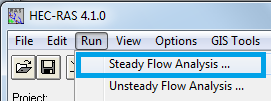 HEC-RAS 4.1.0
File Edit Run View Options GIS Tools
Steady Flow Analysis ...
Unsteady Flow Analysis ...
Project: